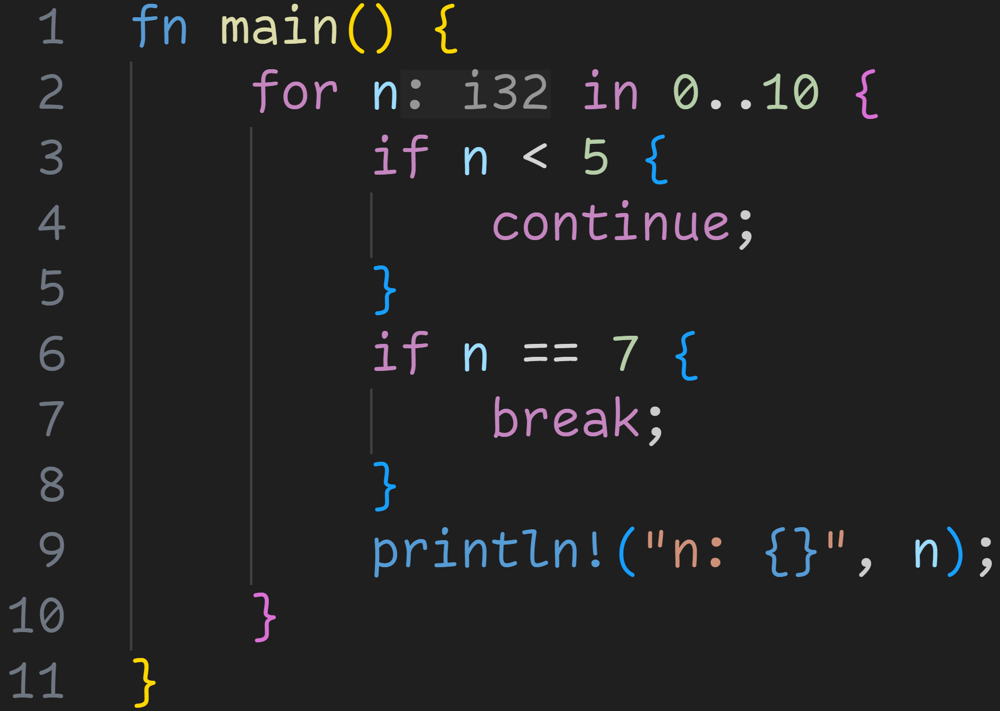 1 fn main() {
2     for n: i32 in 0..10 {
3         if n < 5 {
4             continue;
5         }
6         if n == 7 {
7             break;
8         }
9         println!("n: {}", n);
10     }
11 }